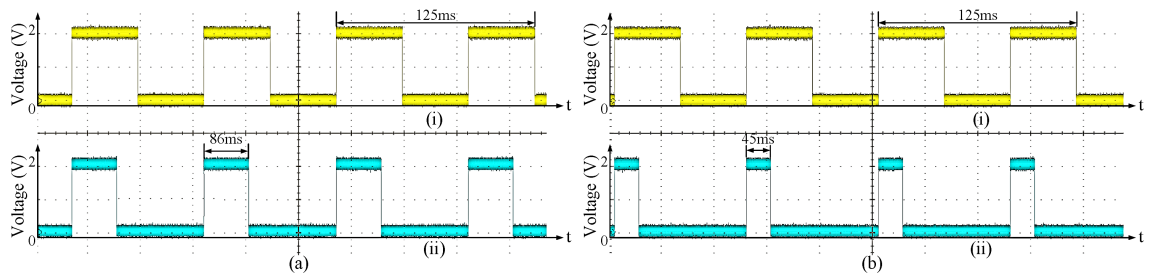 125ms
Voltage (V)
2
0
t
(i)
86ms
Voltage (V)
2
0
t
(ii)
(a)
125ms
Voltage (V)
2
0
t
(i)
45ms
Voltage (V)
2
0
t
(ii)
(b)